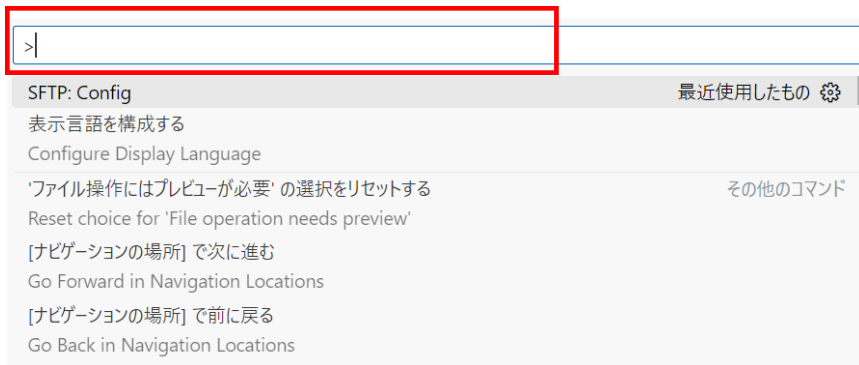 >
SFTP: Config 最近使用したもの
表示言語を構成する
Configure Display Language
'ファイル操作にはプレビューが必要' の選択をリセットする その他のコマンド
Reset choice for 'File operation needs preview'
[ナビゲーションの場所] で次に進む
Go Forward in Navigation Locations
[ナビゲーションの場所] で前に戻る
Go Back in Navigation Locations